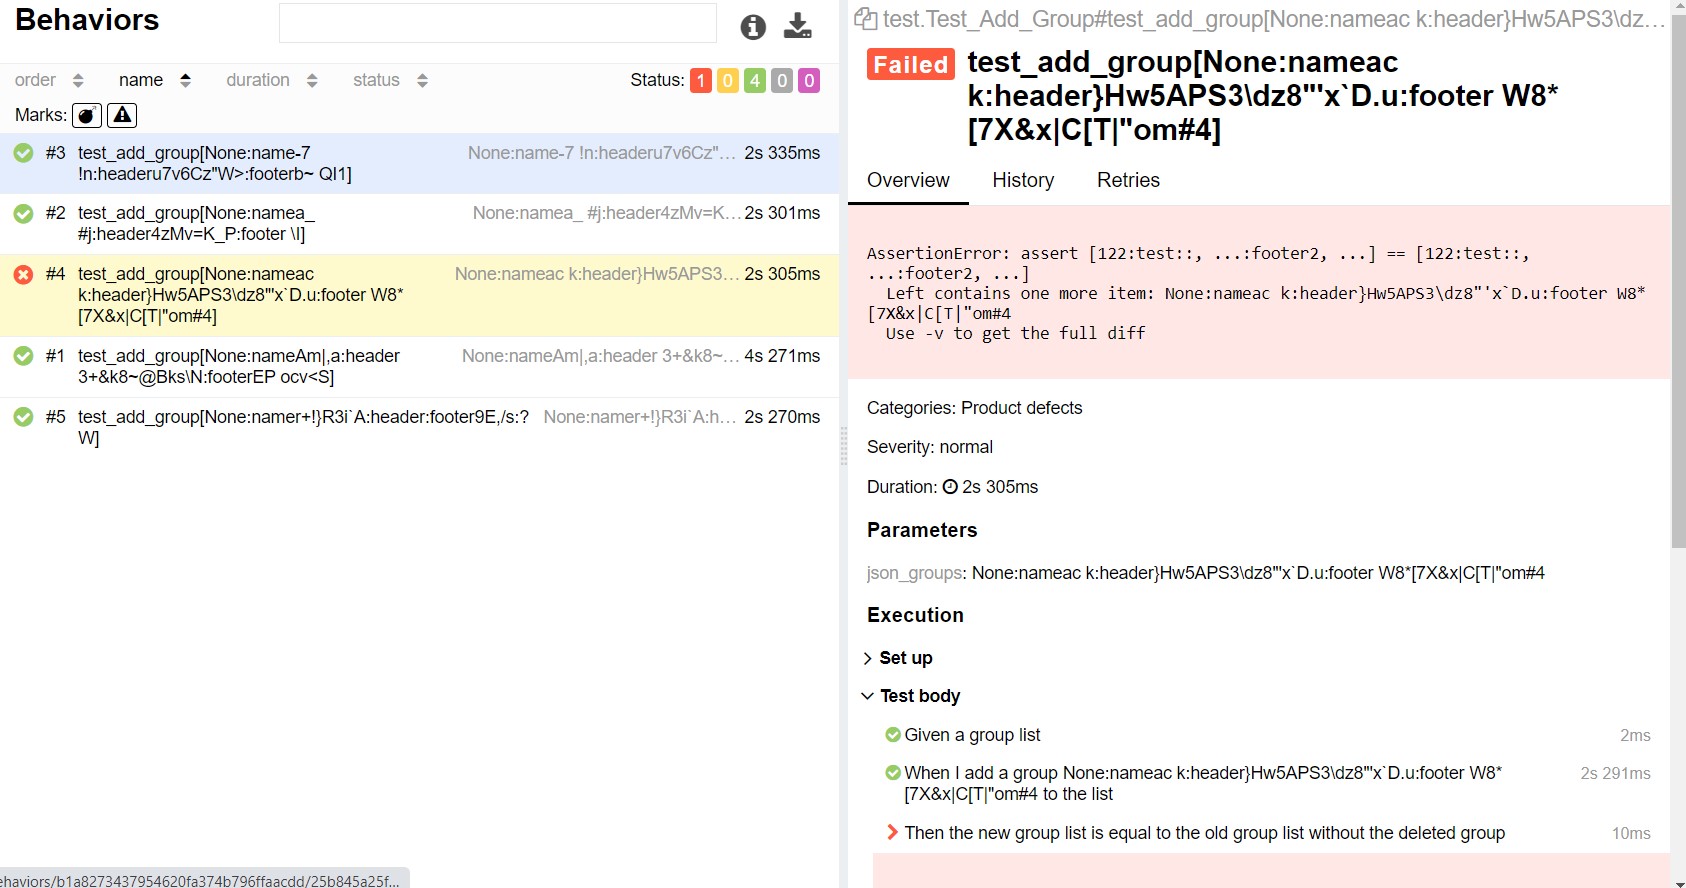 Behaviors
order name duration status Status: 1 0 4 0 0
Marks:
#3 test_add_group[None:name-7 None:name-7 !n:headeru7v6Cz"... 2s 335ms
!n:headeru7v6Cz"W>:footerb~ QI1]
#2 test_add_group[None:namea_ None:namea_ #j:header4zMv=K... 2s 301ms
#j:header4zMv=K_P:footer \I]
#4 test_add_group[None:nameac None:nameac k:header}Hw5APS3... 2s 305ms
k:header}Hw5APS3\dz8"'x`D.u:footer W8*
[7X&x|C[T|"om#4]
#1 test_add_group[None:nameAm|,a:header None:nameAm|,a:header 3+&k8~... 4s 271ms
3+&k8~@Bks\N:footerEP ocv<S]
#5 test_add_group[None:namer+!}R3i`A:header:footer9E,/s:? None:namer+!}R3i`A:h... 2s 270ms
W]
ehaviors/b1a8273437954620fa374b796ffaacdd/25b845a25f...
test.Test_Add_Group#test_add_group[None:nameac k:header}Hw5APS3\dz...
Failed test_add_group[None:nameac
k:header}Hw5APS3\dz8"'x`D.u:footer W8*
[7X&x|C[T|"om#4]
Overview History Retries
AssertionError: assert [122:test::, ...:footer2, ...] == [122:test::,
...:footer2, ...]
Left contains one more item: None:nameac k:header}Hw5APS3\dz8"'x`D.u:footer W8*
[7X&x|C[T|"om#4
Use -v to get the full diff
Categories: Product defects
Severity: normal
Duration: 2s 305ms
Parameters
json_groups: None:nameac k:header}Hw5APS3\dz8"'x`D.u:footer W8*[7X&x|C[T|"om#4
Execution
Set up
Test body
Given a group list 2ms
When I add a group None:nameac k:header}Hw5APS3\dz8"'x`D.u:footer W8* 2s 291ms
[7X&x|C[T|"om#4 to the list
Then the new group list is equal to the old group list without the deleted group 10ms